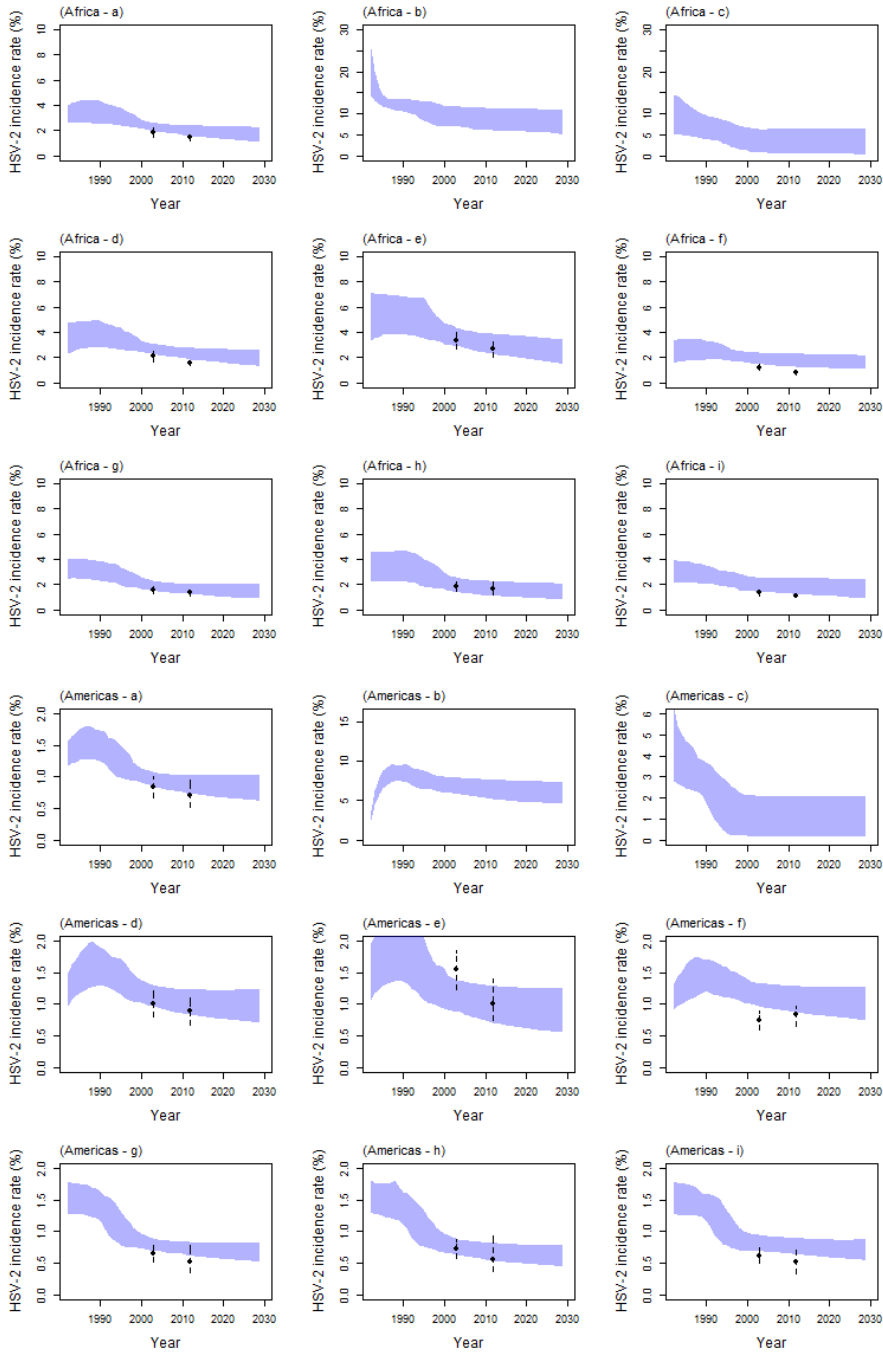 (Africa - a)
HSV-2 incidence rate (%)
0 2 4 6 8 10
1990 2000 2010 2020 2030
Year
(Africa - b)
HSV-2 incidence rate (%)
0 5 10 20 30
1990 2000 2010 2020 2030
Year
(Africa - c)
HSV-2 incidence rate (%)
0 5 10 20 30
1990 2000 2010 2020 2030
Year
(Africa - d)
HSV-2 incidence rate (%)
0 2 4 6 8 10
1990 2000 2010 2020 2030
Year
(Africa - e)
HSV-2 incidence rate (%)
0 2 4 6 8 10
1990 2000 2010 2020 2030
Year
(Africa - f)
HSV-2 incidence rate (%)
0 2 4 6 8 10
1990 2000 2010 2020 2030
Year
(Africa - g)
HSV-2 incidence rate (%)
0 2 4 6 8 10
1990 2000 2010 2020 2030
Year
(Africa - h)
HSV-2 incidence rate (%)
0 2 4 6 8 10
1990 2000 2010 2020 2030
Year
(Africa - i)
HSV-2 incidence rate (%)
0 2 4 6 8 10
1990 2000 2010 2020 2030
Year
(Americas - a)
HSV-2 incidence rate (%)
0.0 0.5 1.0 1.5 2.0
1990 2000 2010 2020 2030
Year
(Americas - b)
HSV-2 incidence rate (%)
0 5 10 15
1990 2000 2010 2020 2030
Year
(Americas - c)
HSV-2 incidence rate (%)
0 1 2 3 4 5 6
1990 2000 2010 2020 2030
Year
(Americas - d)
HSV-2 incidence rate (%)
0.0 0.5 1.0 1.5 2.0
1990 2000 2010 2020 2030
Year
(Americas - e)
HSV-2 incidence rate (%)
0.0 0.5 1.0 1.5 2.0
1990 2000 2010 2020 2030
Year
(Americas - f)
HSV-2 incidence rate (%)
0.0 0.5 1.0 1.5 2.0
1990 2000 2010 2020 2030
Year
(Americas - g)
HSV-2 incidence rate (%)
0.0 0.5 1.0 1.5 2.0
1990 2000 2010 2020 2030
Year
(Americas - h)
HSV-2 incidence rate (%)
0.0 0.5 1.0 1.5 2.0
1990 2000 2010 2020 2030
Year
(Americas - i)
HSV-2 incidence rate (%)
0.0 0.5 1.0 1.5 2.0
1990 2000 2010 2020 2030
Year